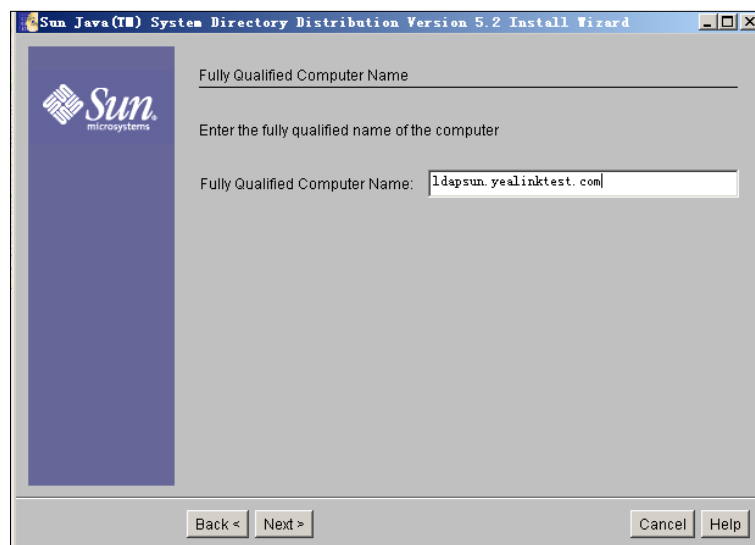 Sun Java(TM) System Directory Distribution Version 5.2 Install Wizard
Sun.
microsystems
Fully Qualified Computer Name
Enter the fully qualified name of the computer
Fully Qualified Computer Name: ldapsun.yealinktest.com
Back < Next > Cancel Help